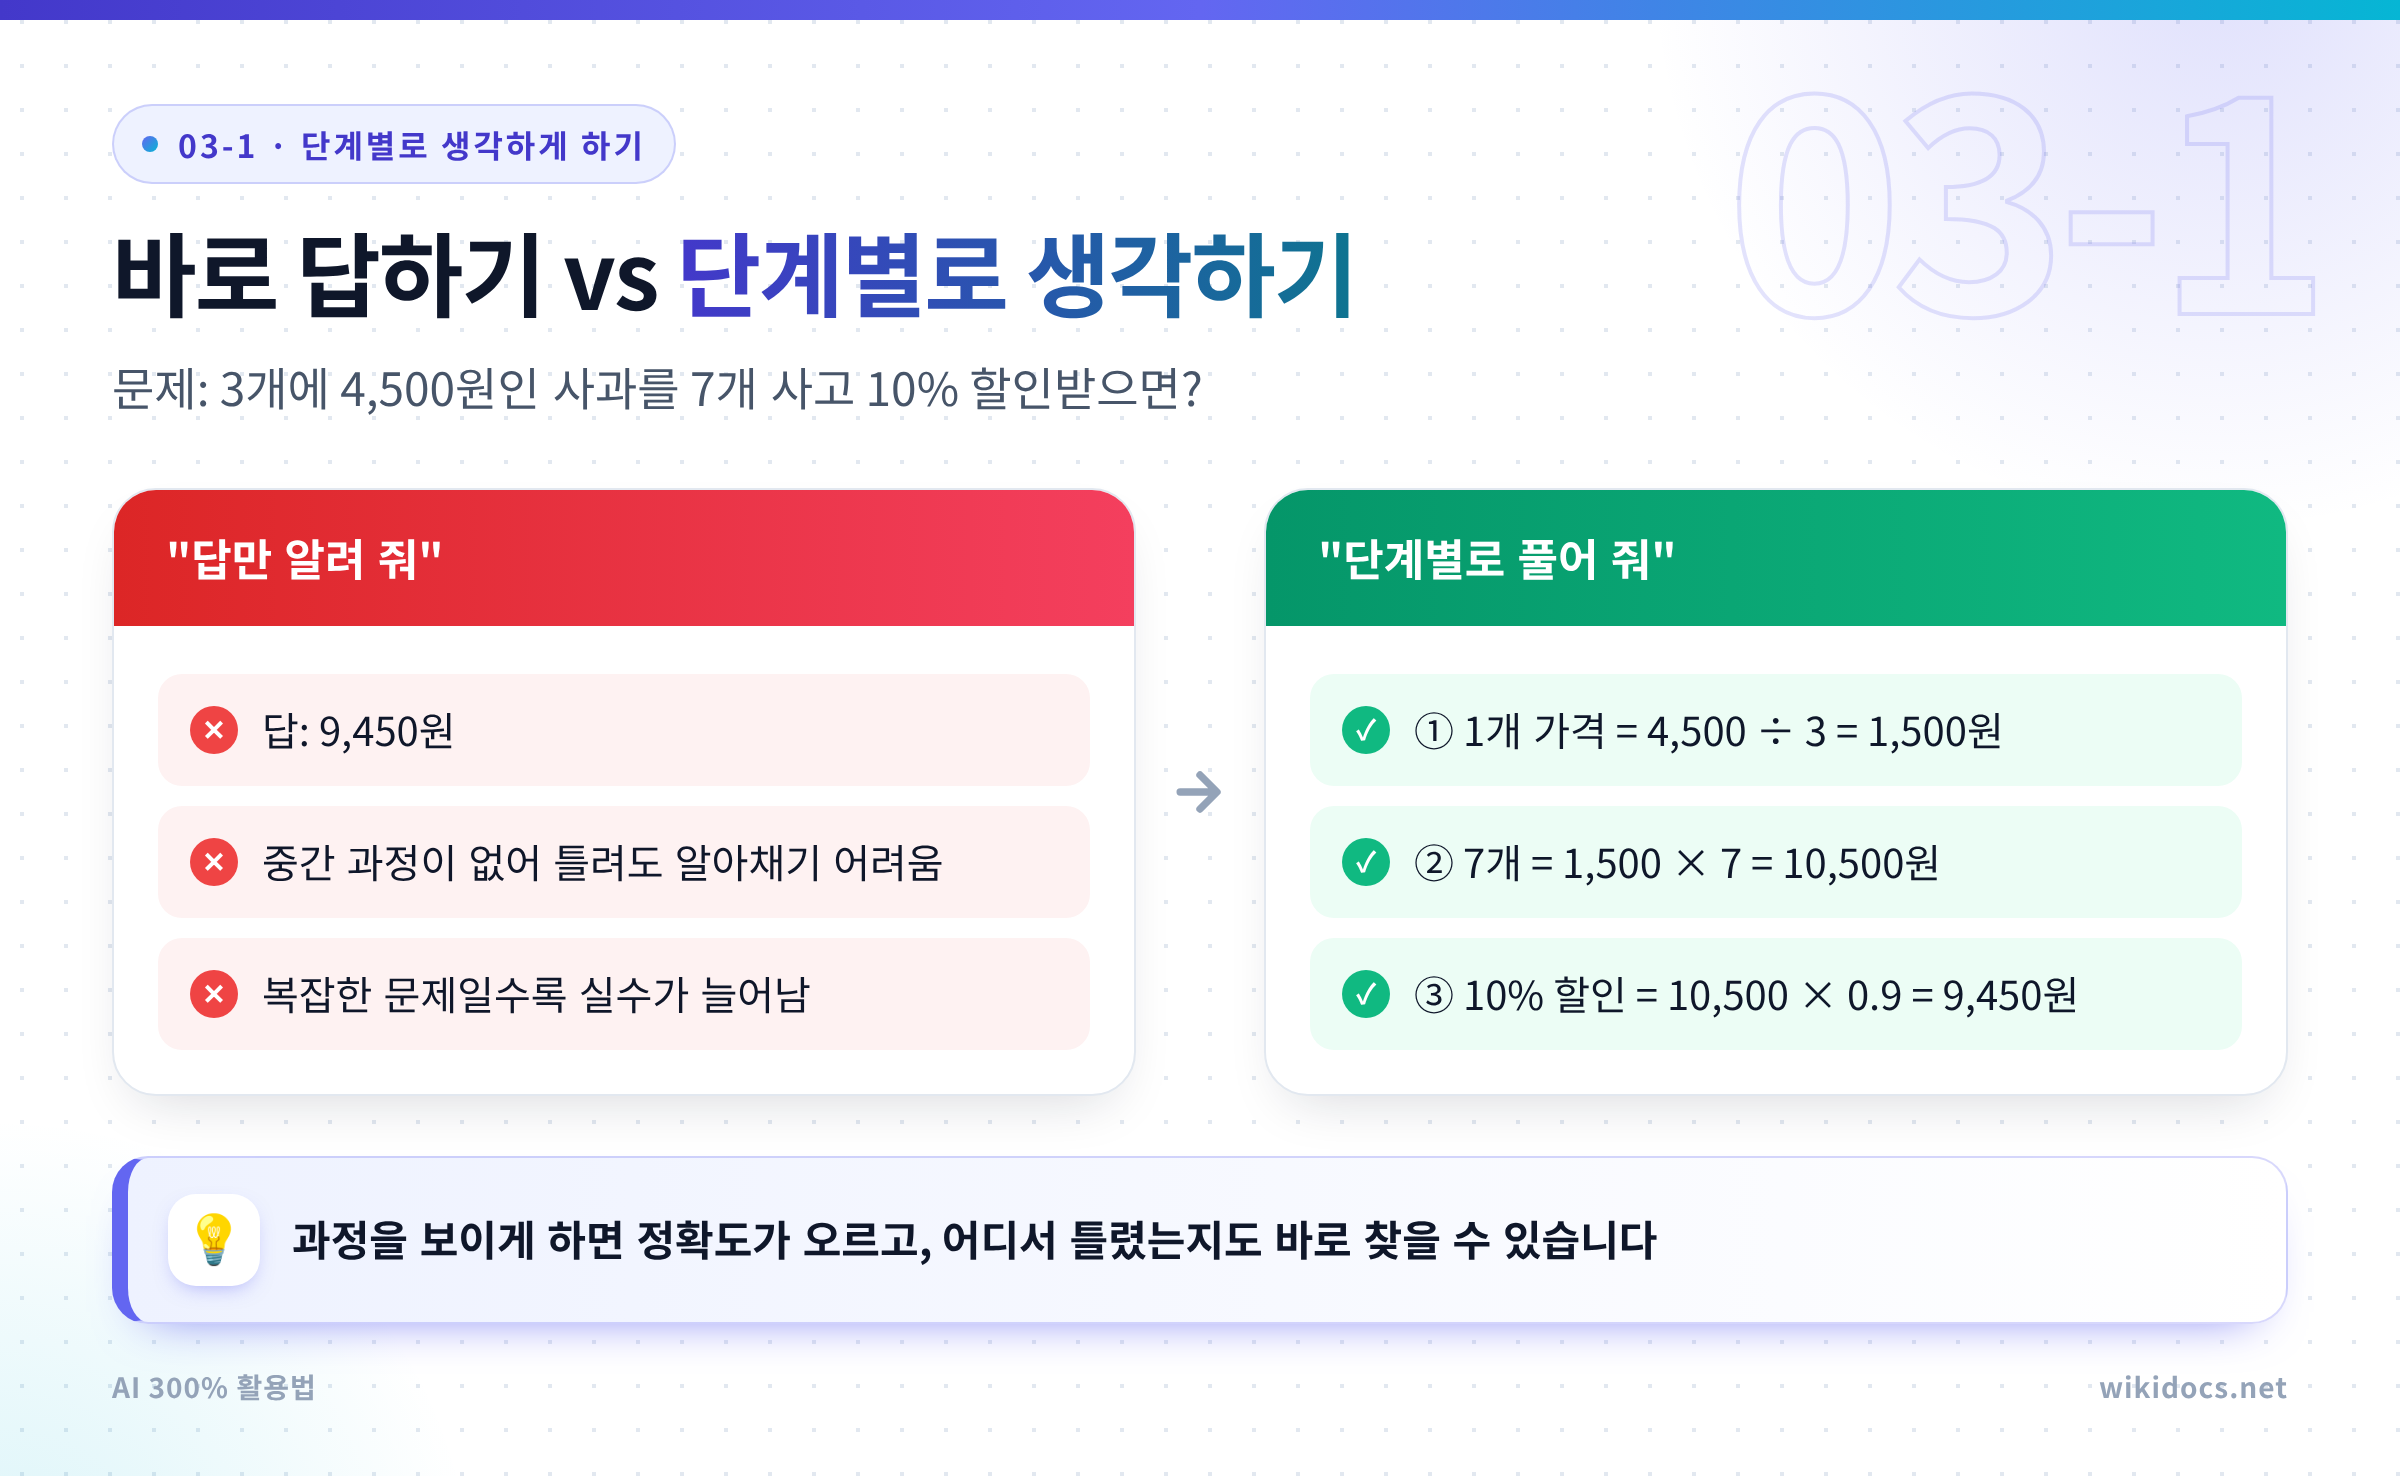 03-1 · 단계별로 생각하게 하기
03-1
바로 답하기 vs 단계별로 생각하기
문제: 3개에 4,500원인 사과를 7개 사고 10% 할인받으면?
"답만 알려 줘"
답: 9,450원
중간 과정이 없어 틀려도 알아채기 어려움
복잡한 문제일수록 실수가 늘어남
→
"단계별로 풀어 줘"
① 1개 가격 = 4,500 ÷ 3 = 1,500원
② 7개 = 1,500 × 7 = 10,500원
③ 10% 할인 = 10,500 × 0.9 = 9,450원
과정을 보이게 하면 정확도가 오르고, 어디서 틀렸는지도 바로 찾을 수 있습니다
AI 300% 활용법
wikidocs.net